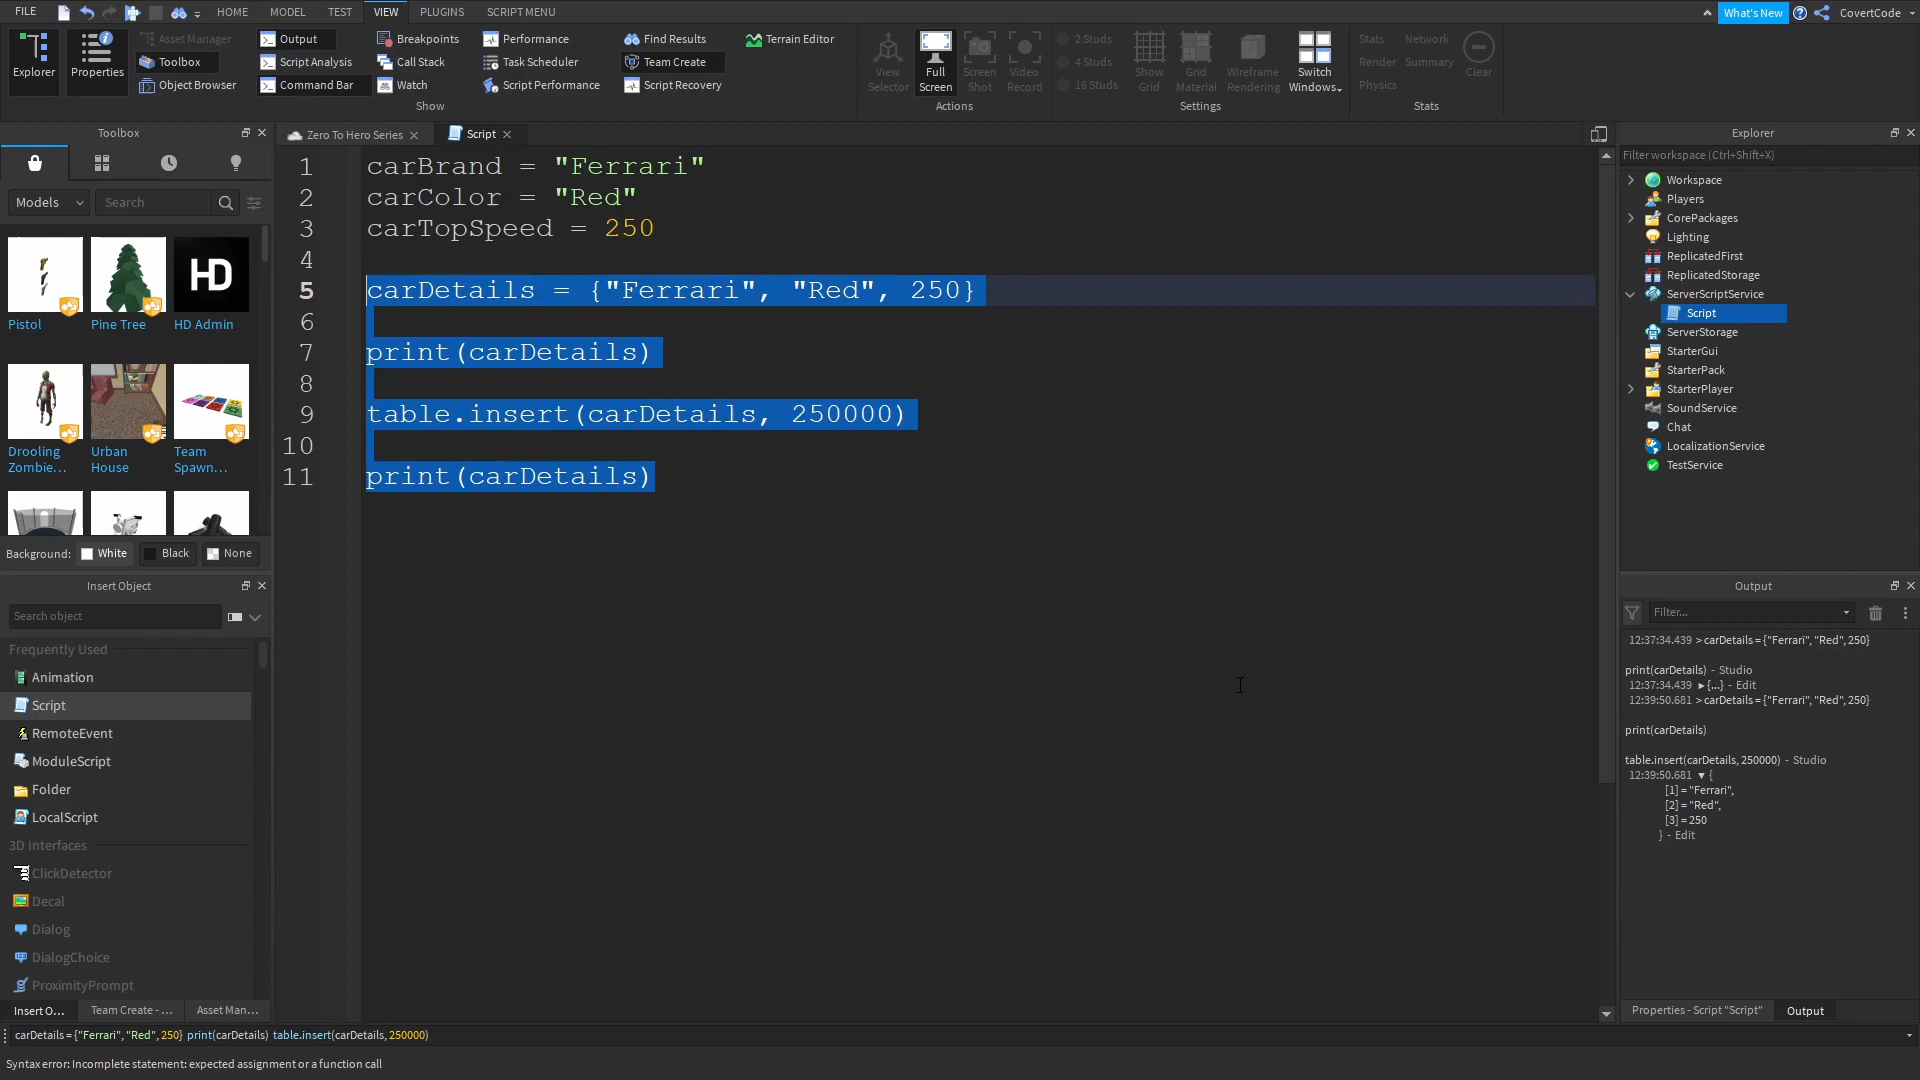 FILE HOME MODEL TEST VIEW PLUGINS SCRIPT MENU What's New CovertCode
Explorer
Properties
Asset Manager
Toolbox
Object Browser
Output
Script Analysis
Command Bar
Breakpoints
Call Stack
Watch
Performance
Task Scheduler
Script Performance
Find Results
Team Create
Script Recovery
Terrain Editor
Show
View
Selector
Full
Screen
Screen
Shot
Video
Record
Actions
2 Studs
4 Studs
16 Studs
Show
Grid
Grid
Material
Wireframe
Rendering
Switch
Windows
Settings
Stats Network
Render Summary
Physics
Clear
Stats
Toolbox
Models Search
HD
Pistol
Pine Tree
HD Admin
Drooling
Zombie...
Urban
House
Team
Spawn...
Background: White Black None
Insert Object
Search object
Frequently Used
Animation
Script
RemoteEvent
ModuleScript
Folder
LocalScript
3D Interfaces
ClickDetector
Decal
Dialog
DialogChoice
ProximityPrompt
Insert O... Team Create - ... Asset Man...
Zero To Hero Series Script
1 carBrand = "Ferrari"
2 carColor = "Red"
3 carTopSpeed = 250
4
5 carDetails = {"Ferrari", "Red", 250}
6
7 print(carDetails)
8
9 table.insert(carDetails, 250000)
10
11 print(carDetails)
Explorer
Filter workspace (Ctrl+Shift+X)
Workspace
Players
CorePackages
Lighting
ReplicatedFirst
ReplicatedStorage
ServerScriptService
Script
ServerStorage
StarterGui
StarterPack
StarterPlayer
SoundService
Chat
LocalizationService
TestService
Output
Filter...
12:37:34.439 > carDetails = {"Ferrari", "Red", 250}
print(carDetails) - Studio
12:37:34.439 ▶ {...} - Edit
12:39:50.681 > carDetails = {"Ferrari", "Red", 250}
print(carDetails)
table.insert(carDetails, 250000) - Studio
12:39:50.681 ▼ {
[1] = "Ferrari",
[2] = "Red",
[3] = 250
} - Edit
Properties - Script "Script" Output
carDetails = {"Ferrari", "Red", 250} print(carDetails) table.insert(carDetails, 250000)
Syntax error: Incomplete statement: expected assignment or a function call